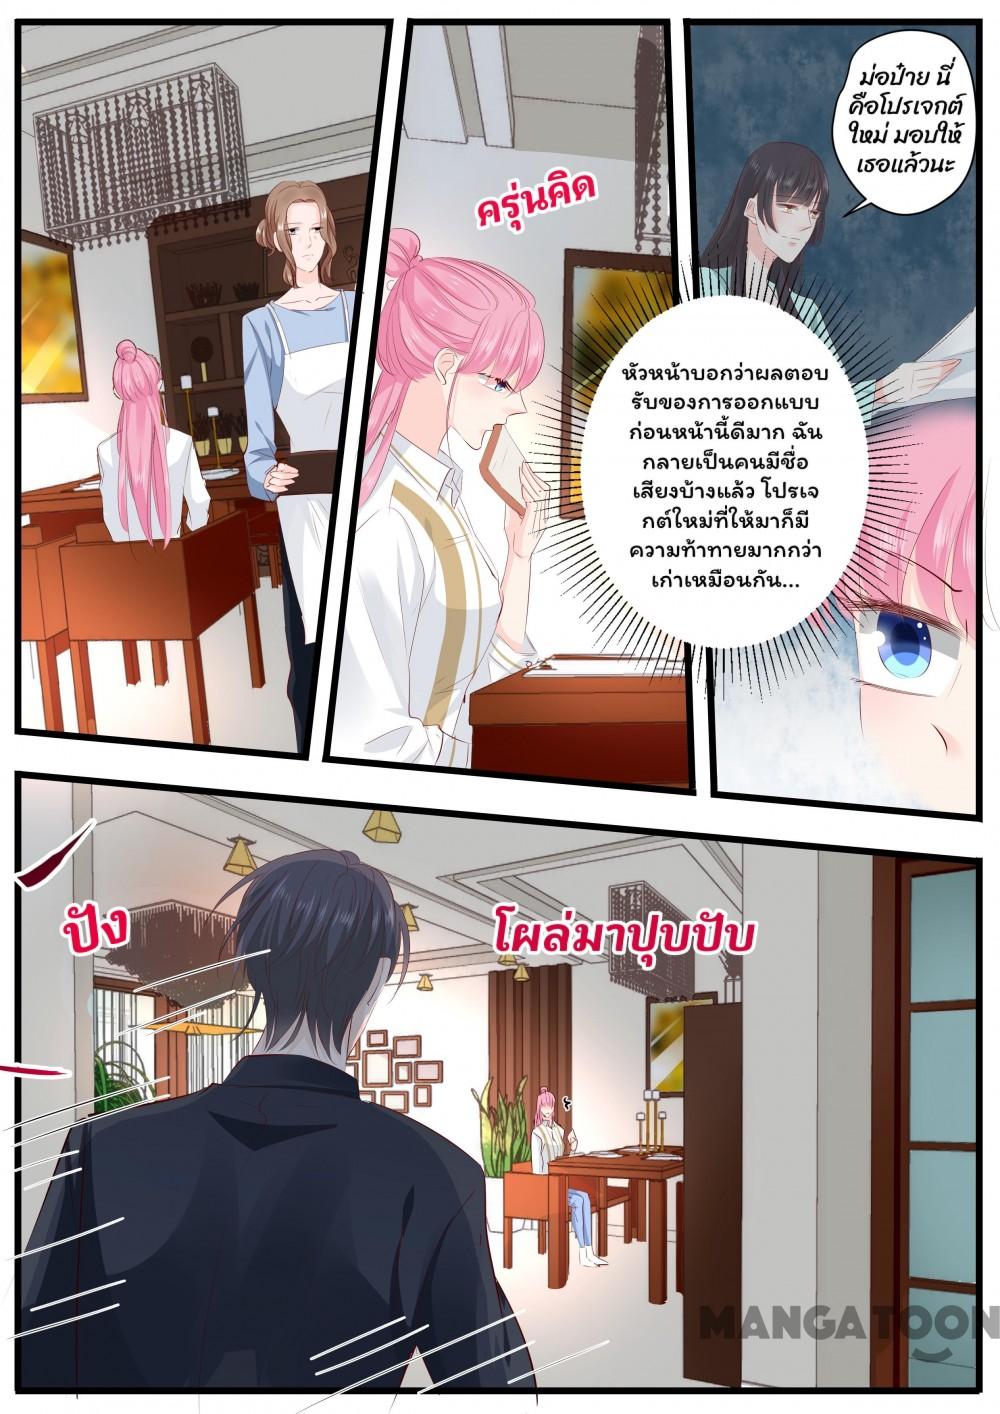 ม่อป๋าย นี่
คือโปรเจกต์
ใหม่ มอบให้
เธอแล้วนะ
ครุ่นคิด
หัวหน้าบอกว่าผลตอบ
รับของการออกแบบ
ก่อนหน้านี้ดีมาก ฉัน
กลายเป็นคนมีชื่อ
เสียงบ้างแล้ว โปรเจ
กต์ใหม่ที่ให้มาก็มี
ความท้าทายมากกว่า
เก่าเหมือนกัน...
ปัง
โผล่มาปุบปับ
MANGATOON